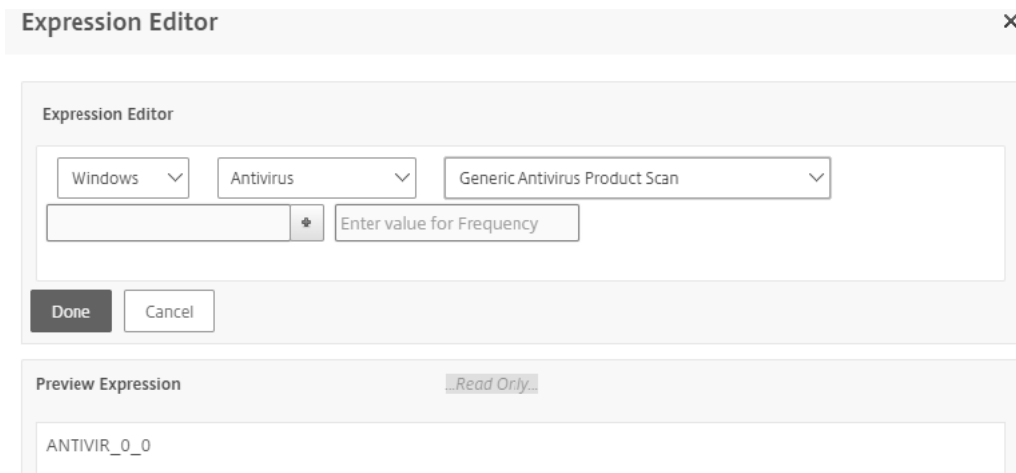 Expression Editor
Expression Editor
Windows Antivirus Generic Antivirus Product Scan
Enter value for Frequency
Done Cancel
Preview Expression ...Read Only...
ANTIVIR_0_0